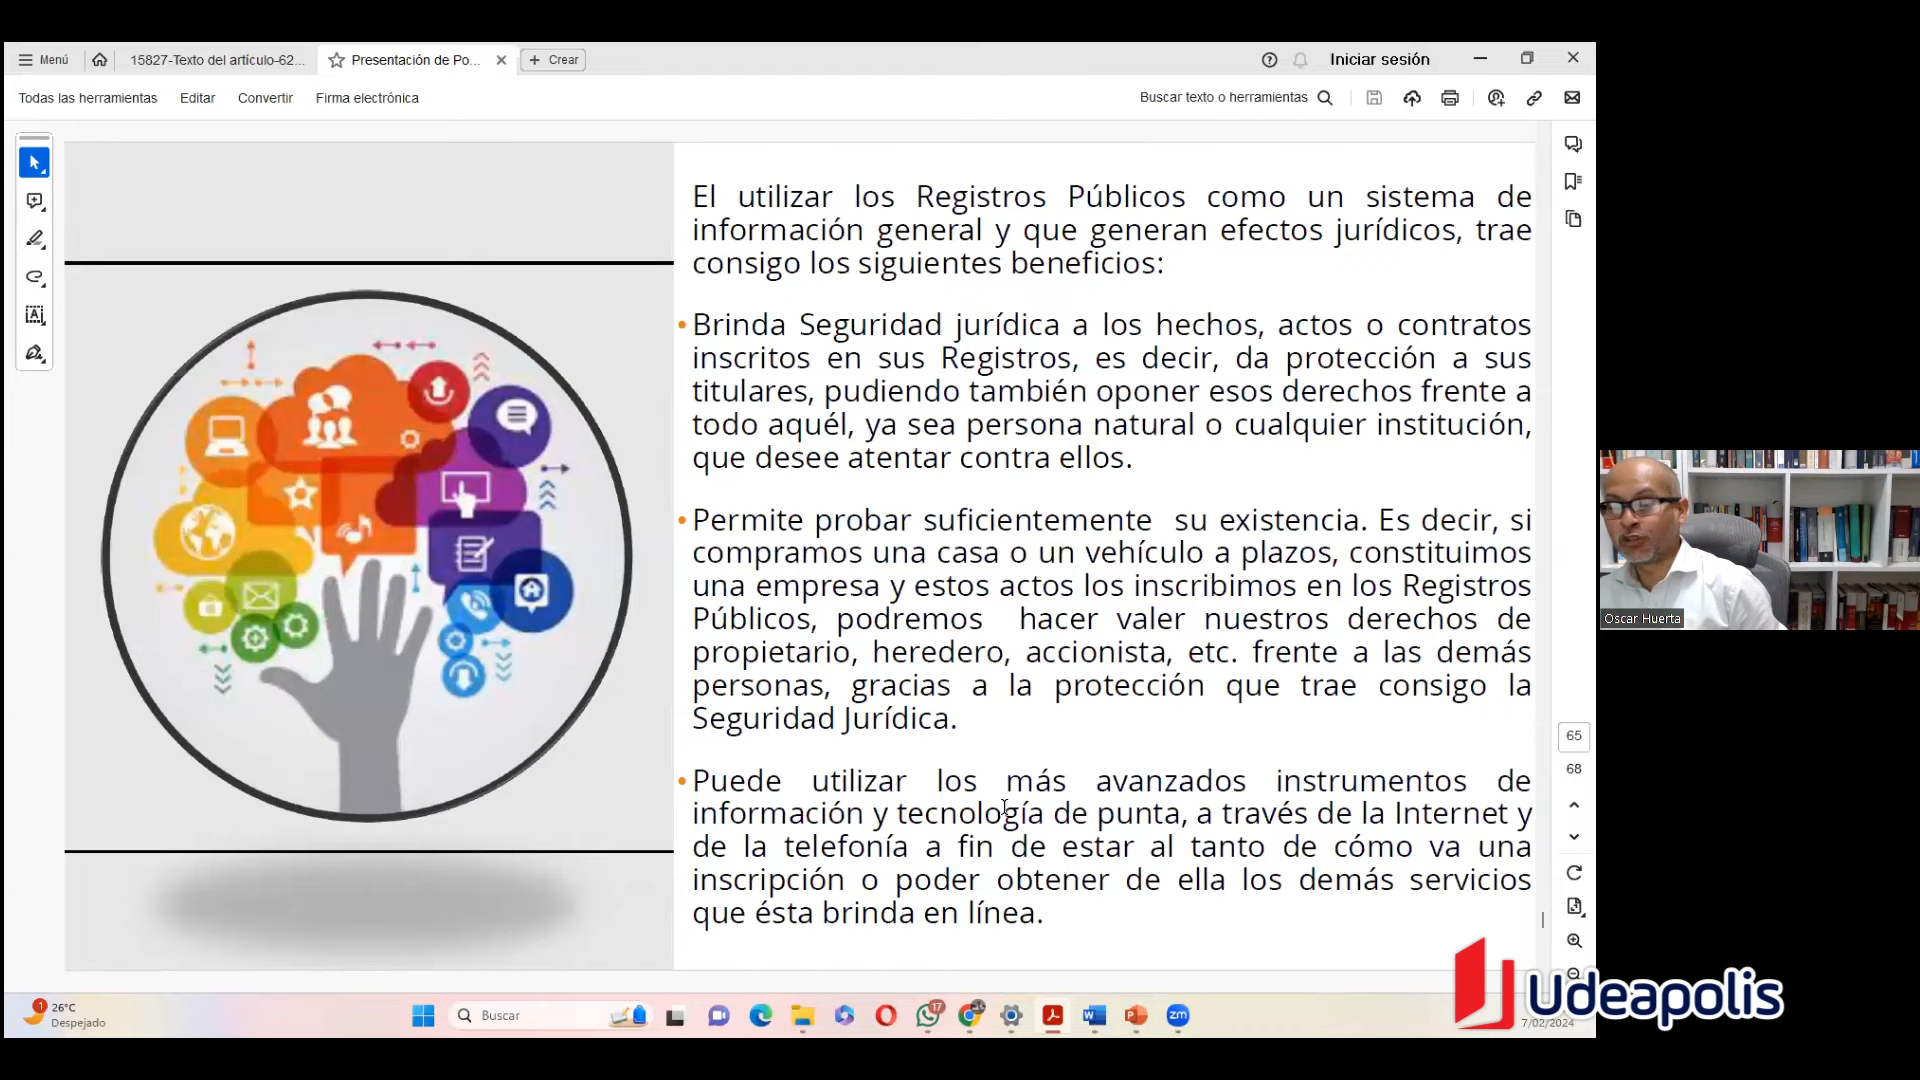 Menú
15827-Texto del artículo-62...
Presentación de Po...
Crear
Iniciar sesión
Todas las herramientas
Editar
Convertir
Firma electrónica
Buscar texto o herramientas
El utilizar los Registros Públicos como un sistema de
información general y que generan efectos jurídicos, trae
consigo los siguientes beneficios:
•Brinda Seguridad jurídica a los hechos, actos o contratos
inscritos en sus Registros, es decir, da protección a sus
titulares, pudiendo también oponer esos derechos frente a
todo aquél, ya sea persona natural o cualquier institución,
que desee atentar contra ellos.
•Permite probar suficientemente su existencia. Es decir, si
compramos una casa o un vehículo a plazos, constituimos
una empresa y estos actos los inscribimos en los Registros
Públicos, podremos hacer valer nuestros derechos de
propietario, heredero, accionista, etc. frente a las demás
personas, gracias a la protección que trae consigo la
Seguridad Jurídica.
•Puede utilizar los más avanzados instrumentos de
información y tecnología de punta, a través de la Internet y
de la telefonía a fin de estar al tanto de cómo va una
inscripción o poder obtener de ella los demás servicios
que ésta brinda en línea.
65
68
Oscar Huerta
Udeapolis
1
26°C
Despejado
Buscar
17
zm
7/02/2024